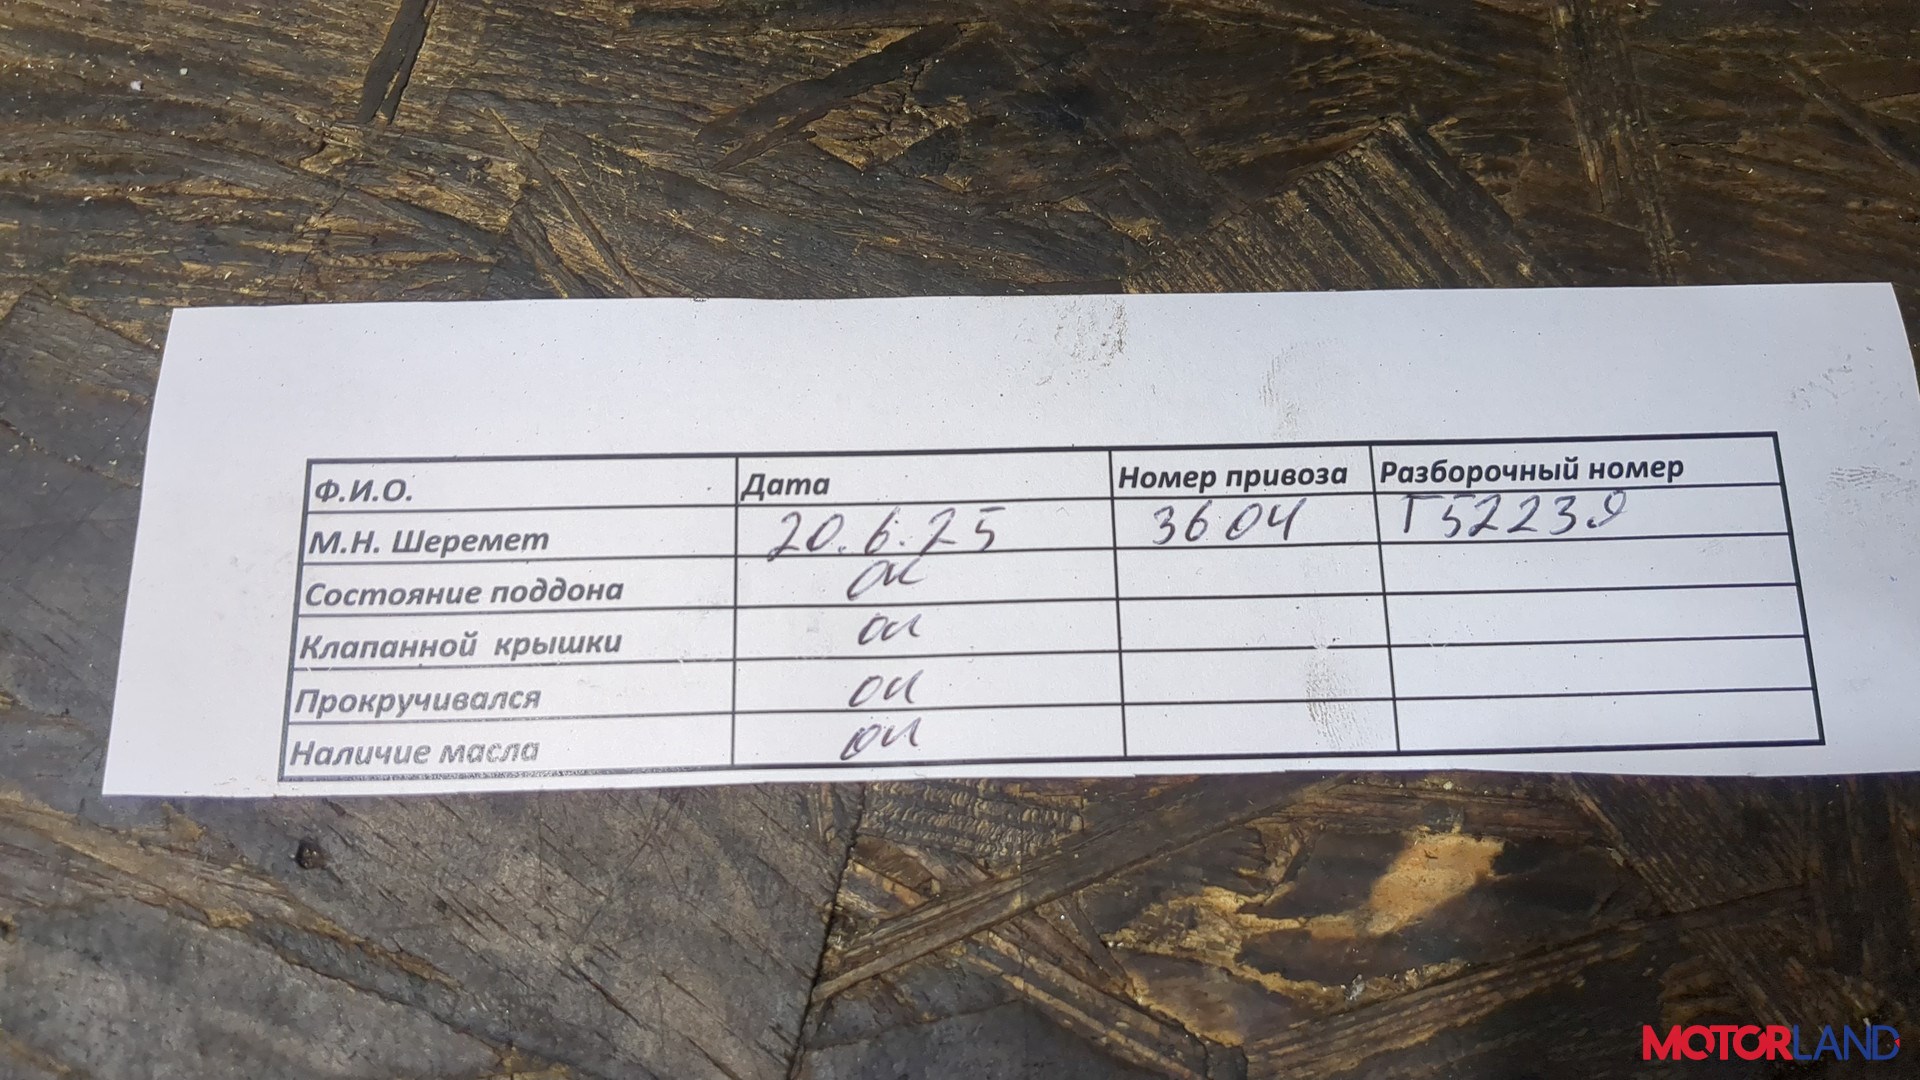 Ф.И.О. Дата Номер привоза Разборочный номер
М.Н. Шеремет 20.6.25 3604 Т52239
Состояние поддона ок
Клапанной крышки ок
Прокручивался ок
Наличие масла ок
MOTORLAND